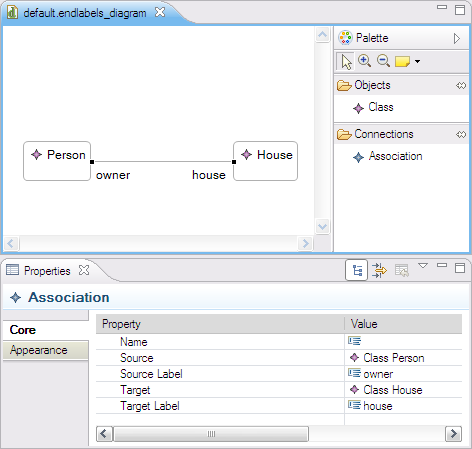 default.endlabels_diagram
Palette
Objects
Class
Connections
Association
Person
House
owner
house
Properties
Association
Core
Appearance
Property Value
Name
Source Class Person
Source Label owner
Target Class House
Target Label house